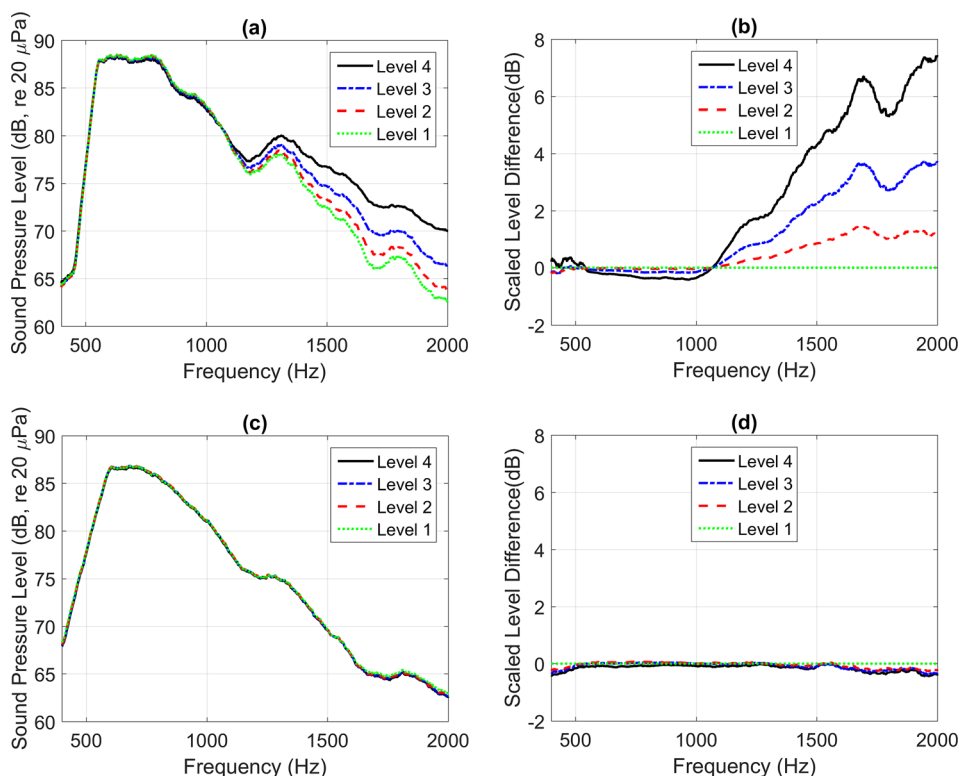 (a)
Sound Pressure Level (dB, re 20 μPa)
90
85
80
75
70
65
60
500
1000
1500
2000
Frequency (Hz)
Level 4
Level 3
Level 2
Level 1
(b)
Scaled Level Difference(dB)
8
6
4
2
0
-2
500
1000
1500
2000
Frequency (Hz)
Level 4
Level 3
Level 2
Level 1
(c)
Sound Pressure Level (dB, re 20 μPa)
90
85
80
75
70
65
60
500
1000
1500
2000
Frequency (Hz)
Level 4
Level 3
Level 2
Level 1
(d)
Scaled Level Difference(dB)
8
6
4
2
0
-2
500
1000
1500
2000
Frequency (Hz)
Level 4
Level 3
Level 2
Level 1